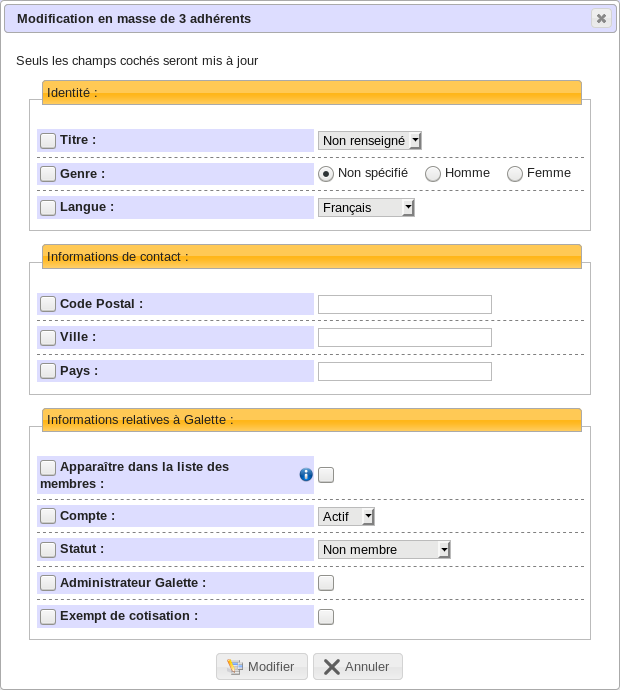 Modification en masse de 3 adhérents
Seuls les champs cochés seront mis à jour
Identité :
Titre : Non renseigné
Genre : Non spécifié Homme Femme
Langue : Français
Informations de contact :
Code Postal :
Ville :
Pays :
Informations relatives à Galette :
Apparaître dans la liste des
membres :
Compte : Actif
Statut : Non membre
Administrateur Galette :
Exempt de cotisation :
Modifier Annuler